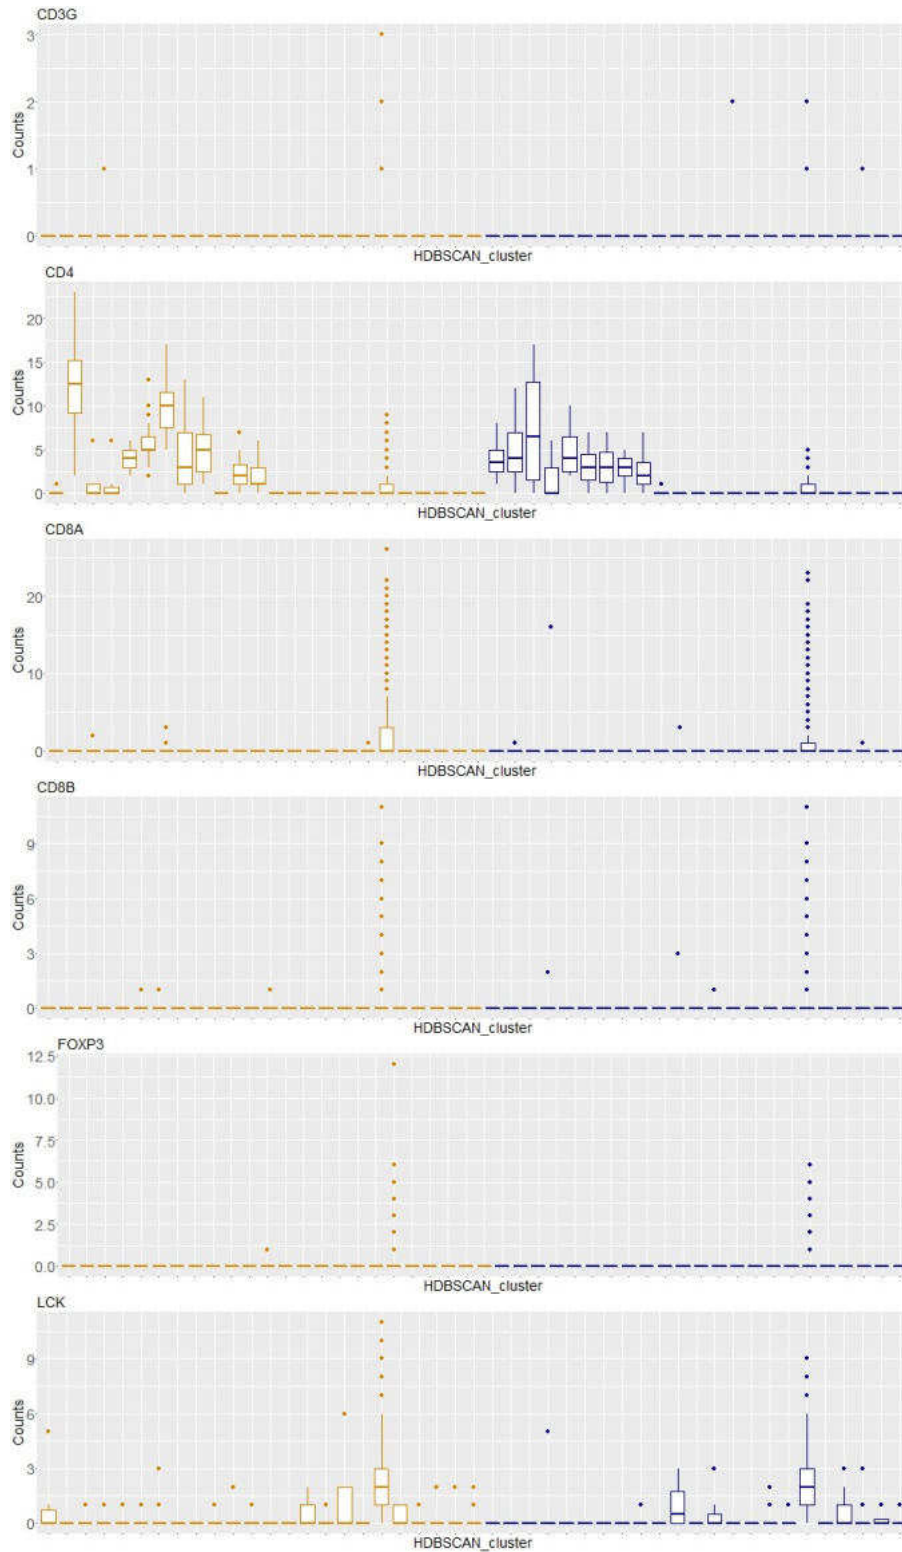 CD3G
3
2
1
0
Counts
HDBSCAN_cluster
CD4
20
15
10
5
0
Counts
HDBSCAN_cluster
CD8A
20
10
0
Counts
HDBSCAN_cluster
CD8B
9
6
3
0
Counts
HDBSCAN_cluster
FOXP3
12.5
10.0
7.5
5.0
2.5
0.0
Counts
HDBSCAN_cluster
LCK
9
6
3
0
Counts
HDBSCAN_cluster